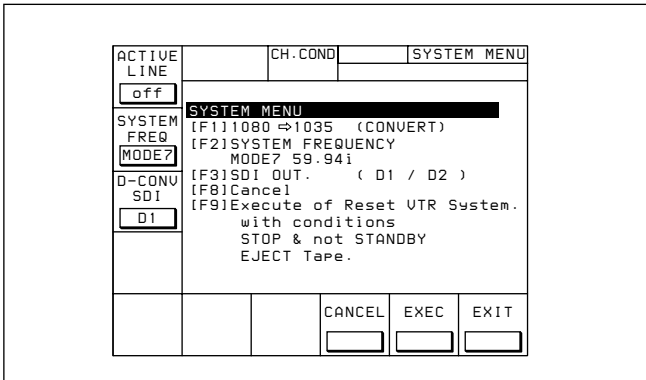 ACTIVE LINE
off
CH.COND
SYSTEM MENU
SYSTEM FREQ
MODE7
D-CONV SDI
D1
SYSTEM MENU
[F1]1080 ⇨1035 (CONVERT)
[F2]SYSTEM FREQUENCY
MODE7 59.94i
[F3]SDI OUT. ( D1 / D2 )
[F8]Cancel
[F9]Execute of Reset VTR System.
with conditions
STOP & not STANDBY
EJECT Tape.
CANCEL
EXEC
EXIT